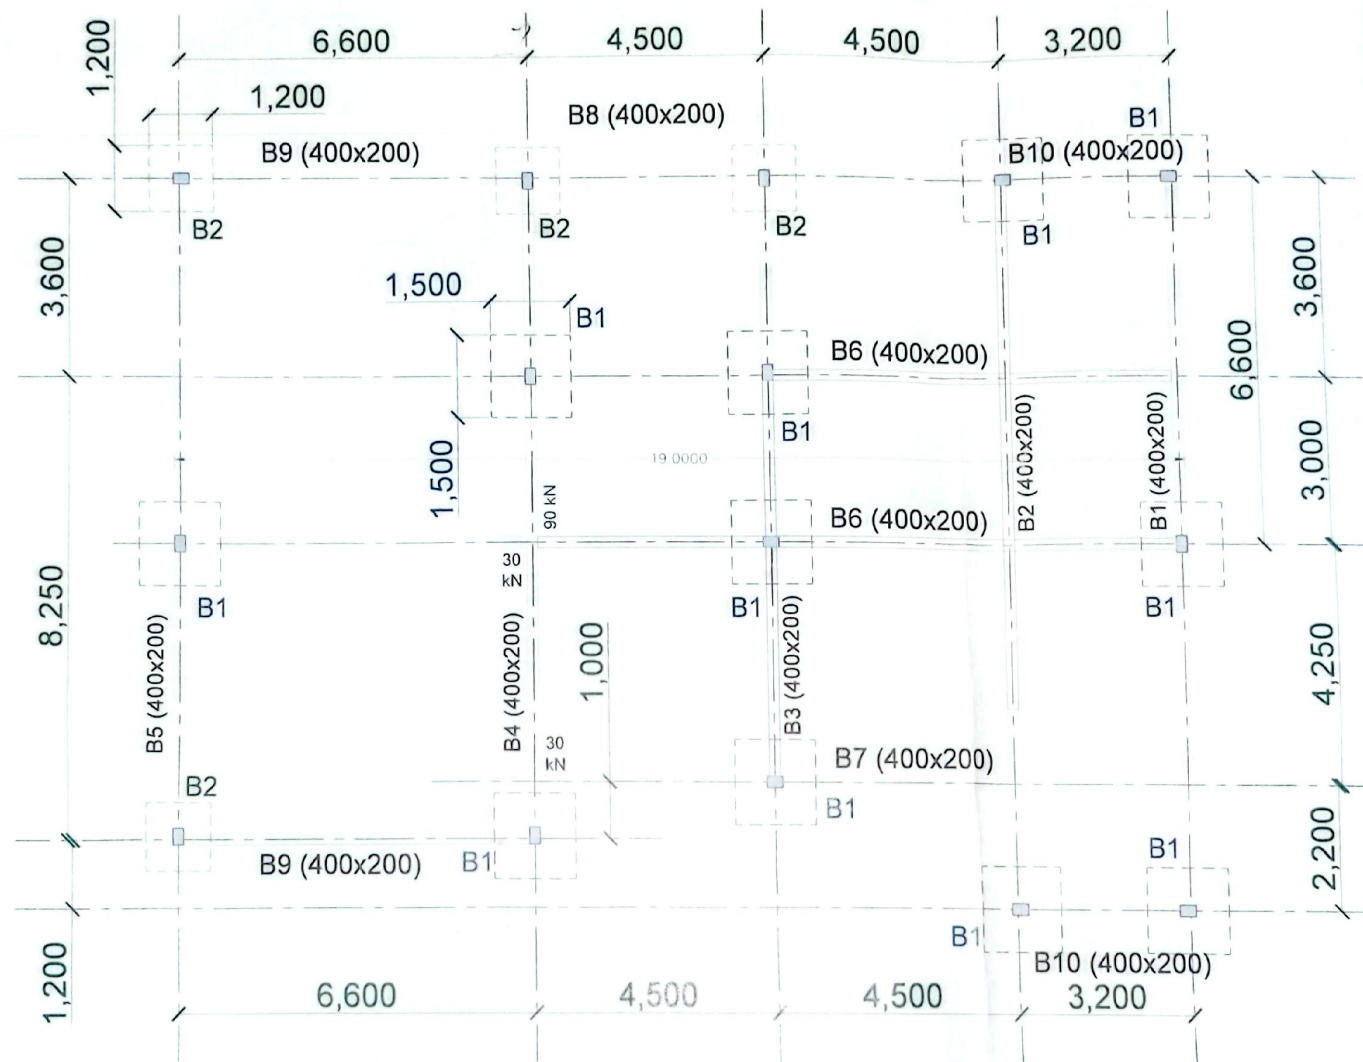 6,600
4,500
4,500
3,200
1,200
1,200
B8 (400x200)
B1
B9 (400x200)
B10 (400x200)
B2
B2
B2
B1
3,600
3,600
1,500
B1
6,600
B6 (400x200)
B1
1,500
19.0000
3,000
B2 (400x200)
B1 (400x200)
90 kN
B6 (400x200)
30
kN
8,250
B1
B1
B1
B5 (400x200)
B4 (400x200)
1,000
B3 (400x200)
4,250
30
kN
B7 (400x200)
B2
B1
B9 (400x200)
B1
B1
2,200
B1
B10 (400x200)
1,200
6,600
4,500
4,500
3,200